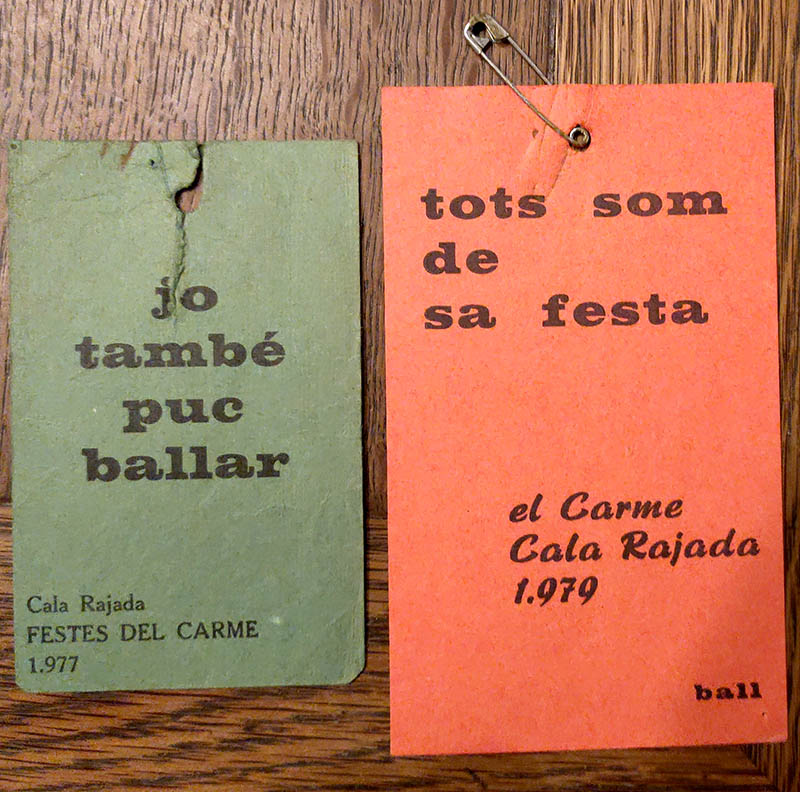 jo
també
puc
ballar
Cala Rajada
FESTES DEL CARME
1.977
tots som
de
sa festa
el Carme
Cala Rajada
1.979
ball